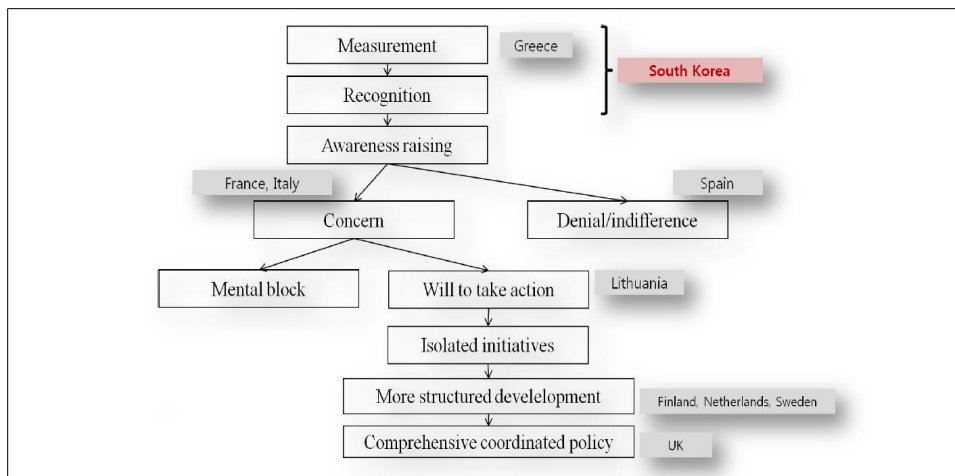 Measurement
Greece
South Korea
Recognition
Awareness raising
France, Italy
Spain
Concern
Denial/indifference
Mental block
Will to take action
Lithuania
Isolated initiatives
More structured develelopment
Finland, Netherlands, Sweden
Comprehensive coordinated policy
UK